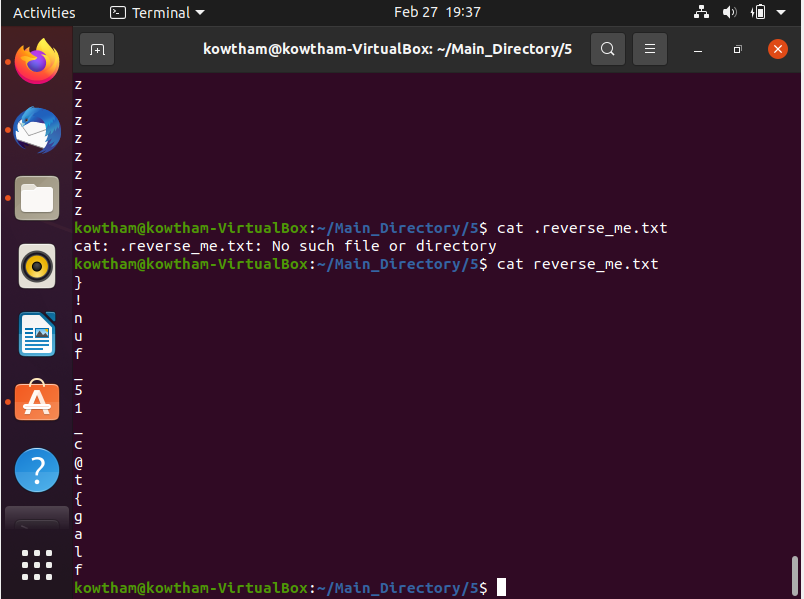 Activities
Terminal
Feb 27 19:37
kowtham@kowtham-VirtualBox: ~/Main_Directory/5
z
z
z
z
z
z
z
z
kowtham@kowtham-VirtualBox:~/Main_Directory/5$ cat .reverse_me.txt
cat: .reverse_me.txt: No such file or directory
kowtham@kowtham-VirtualBox:~/Main_Directory/5$ cat reverse_me.txt
}
!
n
u
f
_
5
1
_
c
@
t
{
g
a
l
f
kowtham@kowtham-VirtualBox:~/Main_Directory/5$